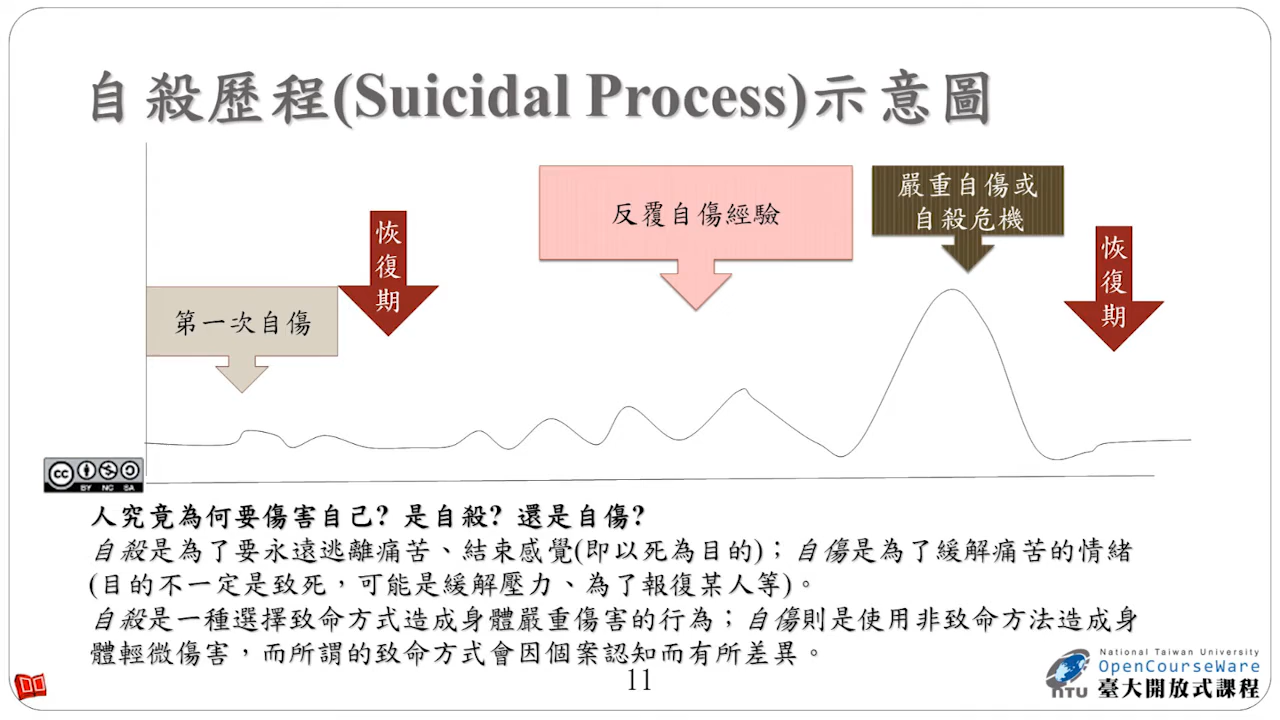 自殺歷程(Suicidal Process)示意圖
嚴重自傷或
自殺危機
反覆自傷經驗
恢
復
期
恢
復
期
第一次自傷
cc
BY NC SA
人究竟為何要傷害自己? 是自殺? 還是自傷?
自殺是為了要永遠逃離痛苦、結束感覺(即以死為目的)；自傷是為了緩解痛苦的情緒
(目的不一定是致死，可能是緩解壓力、為了報復某人等)。
自殺是一種選擇致命方式造成身體嚴重傷害的行為；自傷則是使用非致命方法造成身
體輕微傷害，而所謂的致命方式會因個案認知而有所差異。
11
National Taiwan University
OpenCourseWare
NTU 臺大開放式課程